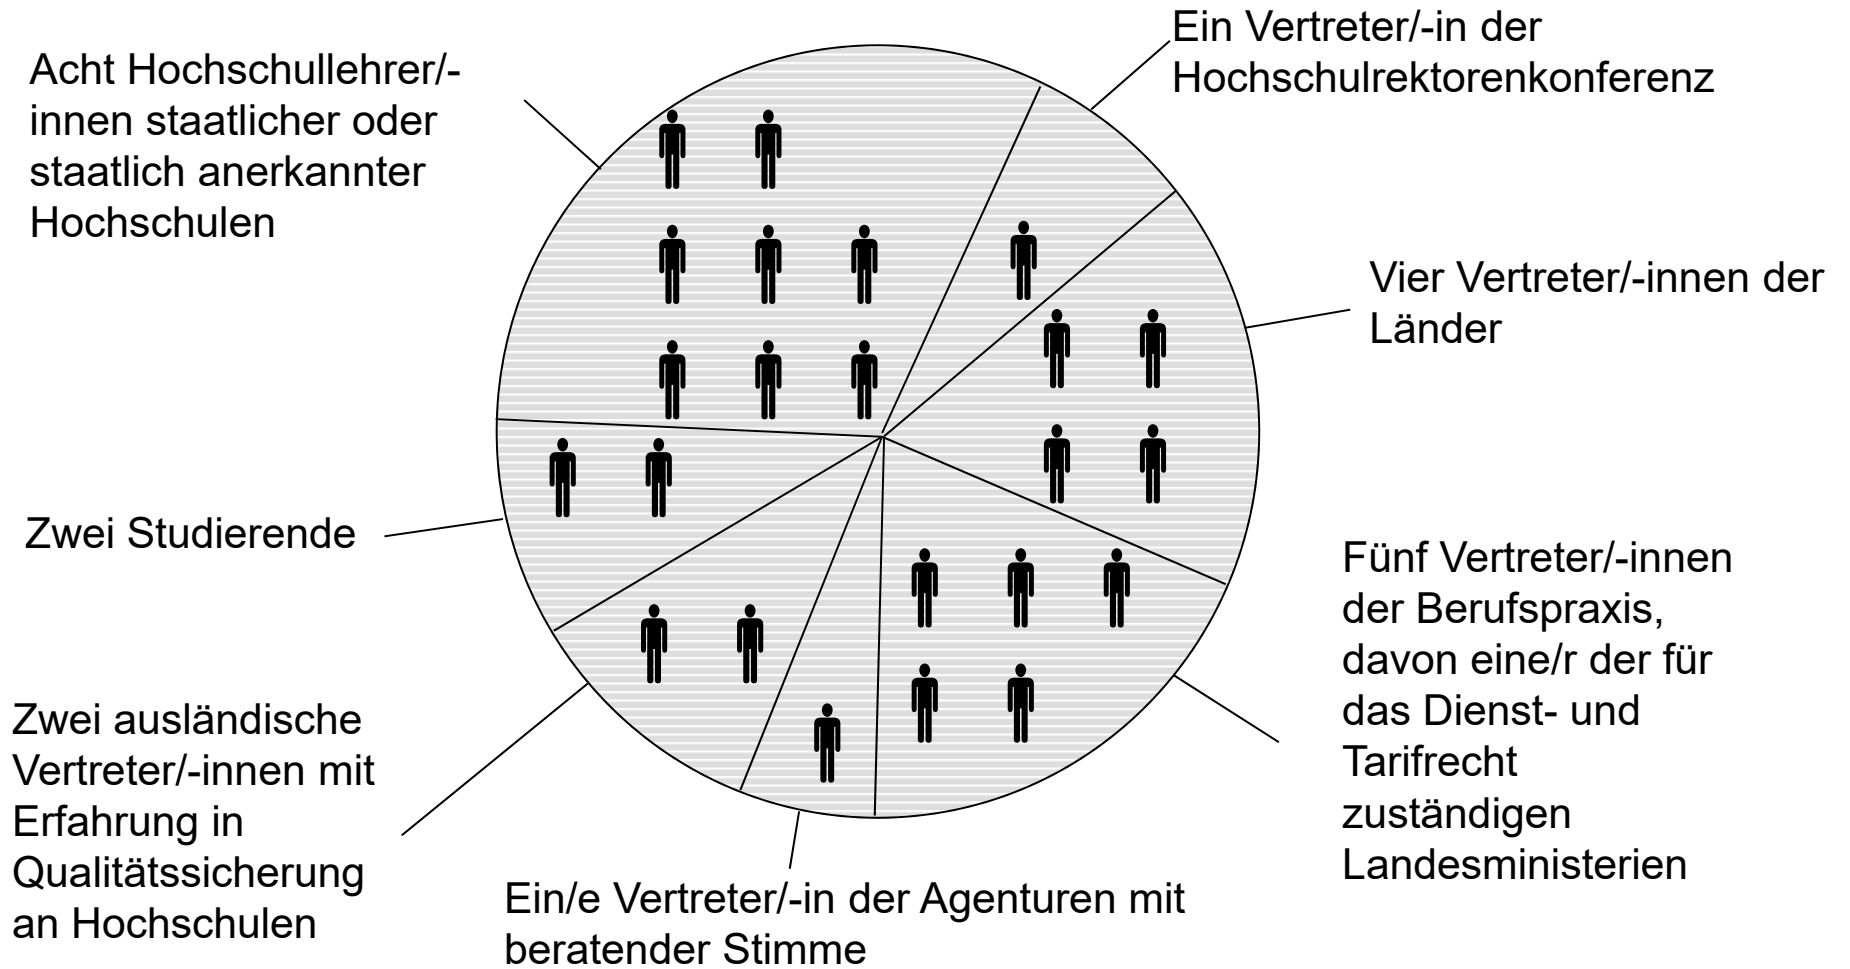 Ein Vertreter/-in der
Hochschulrektorenkonferenz
Acht Hochschullehrer/-
innen staatlicher oder
staatlich anerkannter
Hochschulen
Vier Vertreter/-innen der
Länder
Zwei Studierende
Fünf Vertreter/-innen
der Berufspraxis,
davon eine/r der für
das Dienst- und
Tarifrecht
zuständigen
Landesministerien
Zwei ausländische
Vertreter/-innen mit
Erfahrung in
Qualitätssicherung
an Hochschulen
Ein/e Vertreter/-in der Agenturen mit
beratender Stimme